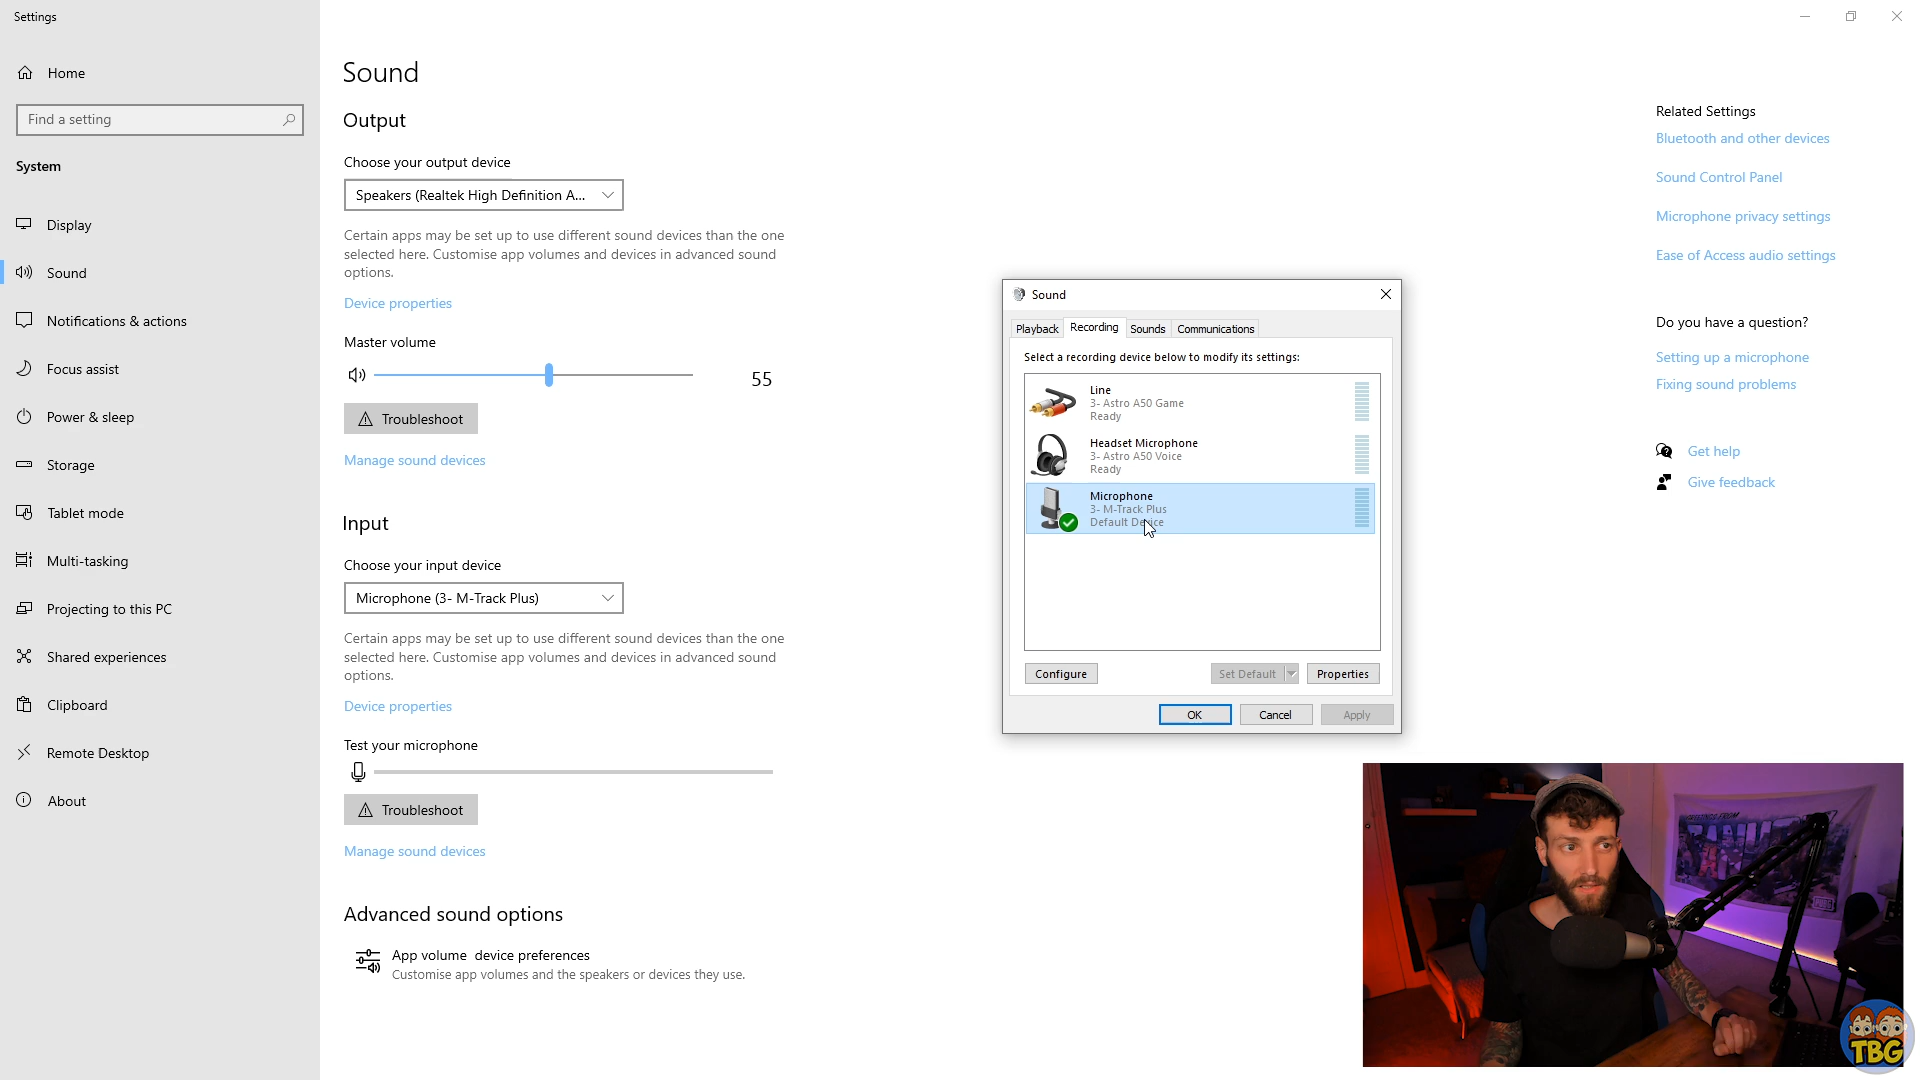 Settings
Home
Find a setting
System
Display
Sound
Notifications & actions
Focus assist
Power & sleep
Storage
Tablet mode
Multi-tasking
Projecting to this PC
Shared experiences
Clipboard
Remote Desktop
About
Sound
Output
Choose your output device
Speakers (Realtek High Definition A...
Certain apps may be set up to use different sound devices than the one
selected here. Customise app volumes and devices in advanced sound
options.
Device properties
Master volume
55
Troubleshoot
Manage sound devices
Input
Choose your input device
Microphone (3- M-Track Plus)
Certain apps may be set up to use different sound devices than the one
selected here. Customise app volumes and devices in advanced sound
options.
Device properties
Test your microphone
Troubleshoot
Manage sound devices
Advanced sound options
App volume device preferences
Customise app volumes and the speakers or devices they use.
Sound
Playback Recording Sounds Communications
Select a recording device below to modify its settings:
Line
3- Astro A50 Game
Ready
Headset Microphone
3- Astro A50 Voice
Ready
Microphone
3- M-Track Plus
Default Device
Configure Set Default Properties
OK Cancel Apply
Related Settings
Bluetooth and other devices
Sound Control Panel
Microphone privacy settings
Ease of Access audio settings
Do you have a question?
Setting up a microphone
Fixing sound problems
Get help
Give feedback
PUBG
TBG